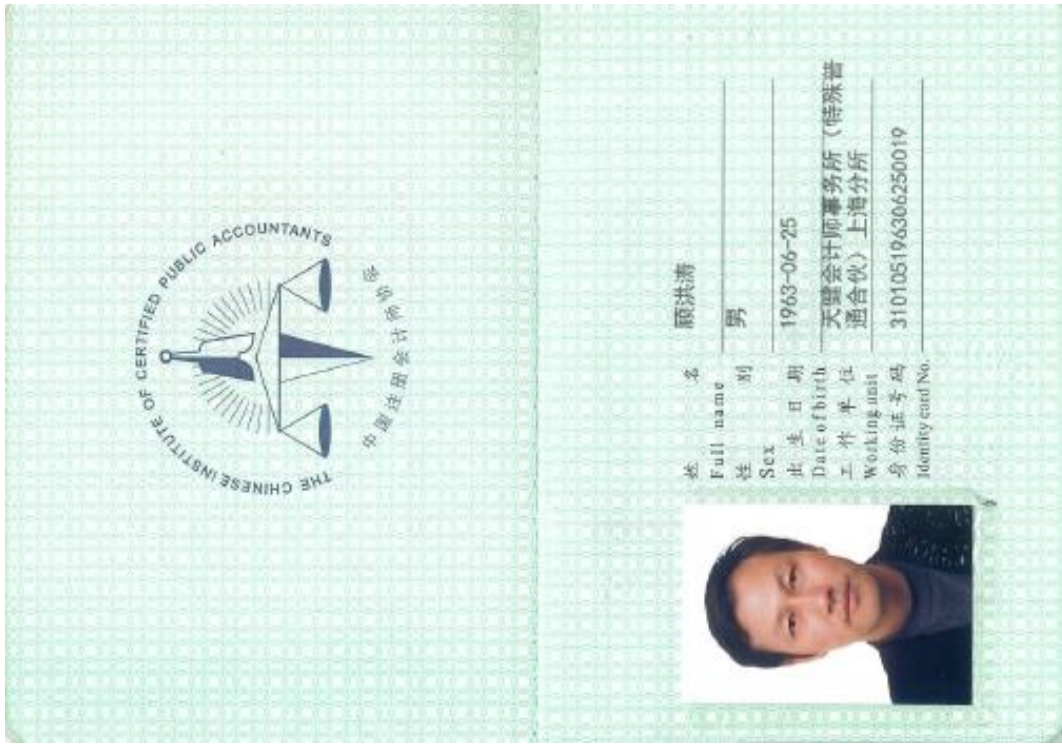 THE CHINESE INSTITUTE OF CERTIFIED PUBLIC ACCOUNTANTS
中国注册会计师协会
姓 名 顾洪涛
Full name
性 别 男
Sex
出 生 日 期 1963-06-25
Date of birth
工 作 单 位 天健会计师事务所（特殊普
通合伙）上海分所
Working unit
身 份 证 号 码 310105196306250019
Identity card No.